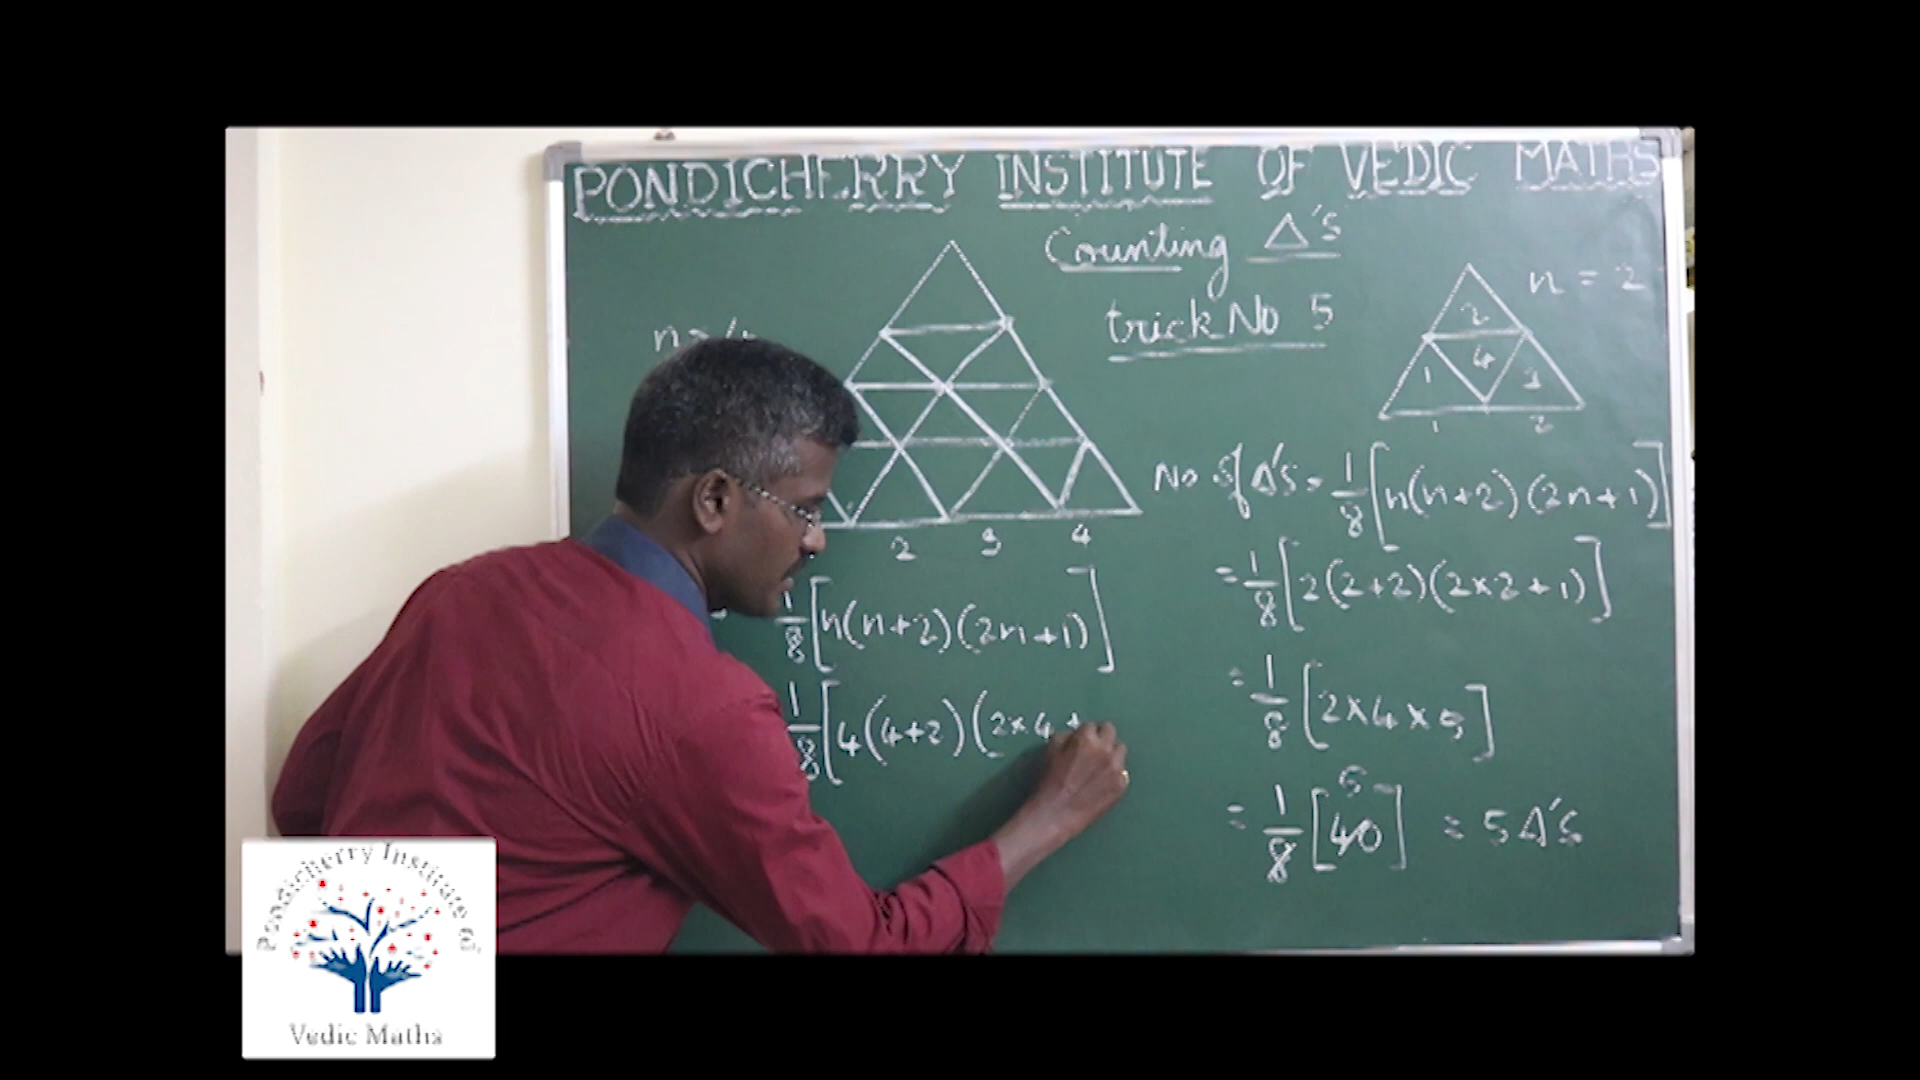 PONDICHERRY INSTITUTE OF VEDIC MATHS
Counting Δ'S
trick No 5
n = 2
2
4
1 3
1 2
2 3 4
No of Δ'S = 1/8 [n(n+2)(2n+1)]
= 1/8 [2(2+2)(2×2+1)]
= 1/8 [2×4×5]
5
= 1/8 [40] = 5 Δ'S
1/8 [n(n+2)(2n+1)]
1/8 [4(4+2)(2×4+
Pondicherry Institute of
Vedic Maths